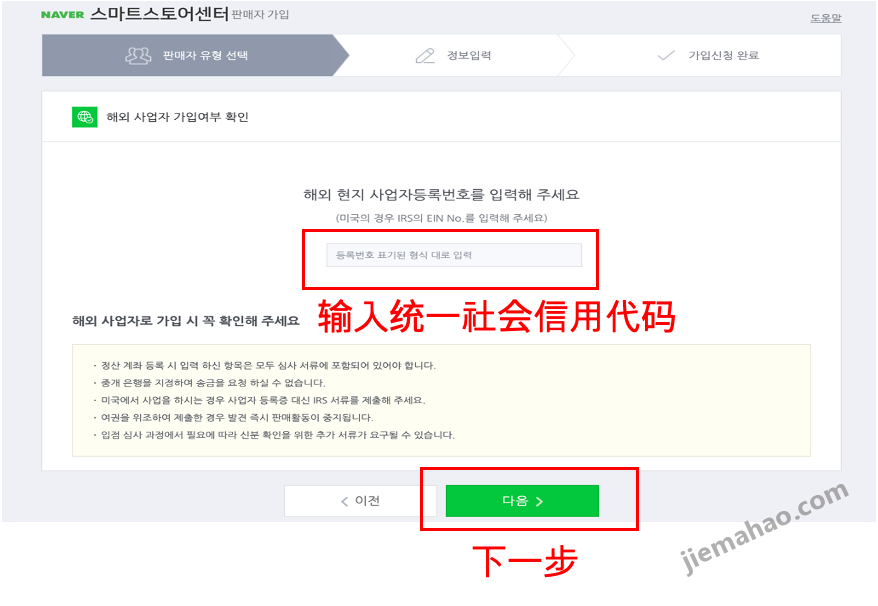 NAVER 스마트스토어센터 판매자 가입
도움말
판매자 유형 선택
정보입력
가입신청 완료
해외 사업자 가입여부 확인
해외 현지 사업자등록번호를 입력해 주세요
(미국의 경우 IRS의 EIN No.를 입력해 주세요)
등록번호 표기된 형식 대로 입력
输入统一社会信用代码
해외 사업자로 가입 시 꼭 확인해 주세요
· 정산 계좌 등록 시 입력 하신 항목은 모두 심사 서류에 포함되어 있어야 합니다.
· 중개 은행을 지정하여 송금을 요청 하실 수 없습니다.
· 미국에서 사업을 하시는 경우 사업자 등록증 대신 IRS 서류를 제출해 주세요.
· 여권을 위조하여 제출한 경우 발견 즉시 판매활동이 중지됩니다.
· 입점 심사 과정에서 필요에 따라 신분 확인을 위한 추가 서류가 요구될 수 있습니다.
< 이전
다음 >
下一步
jiemahao.com